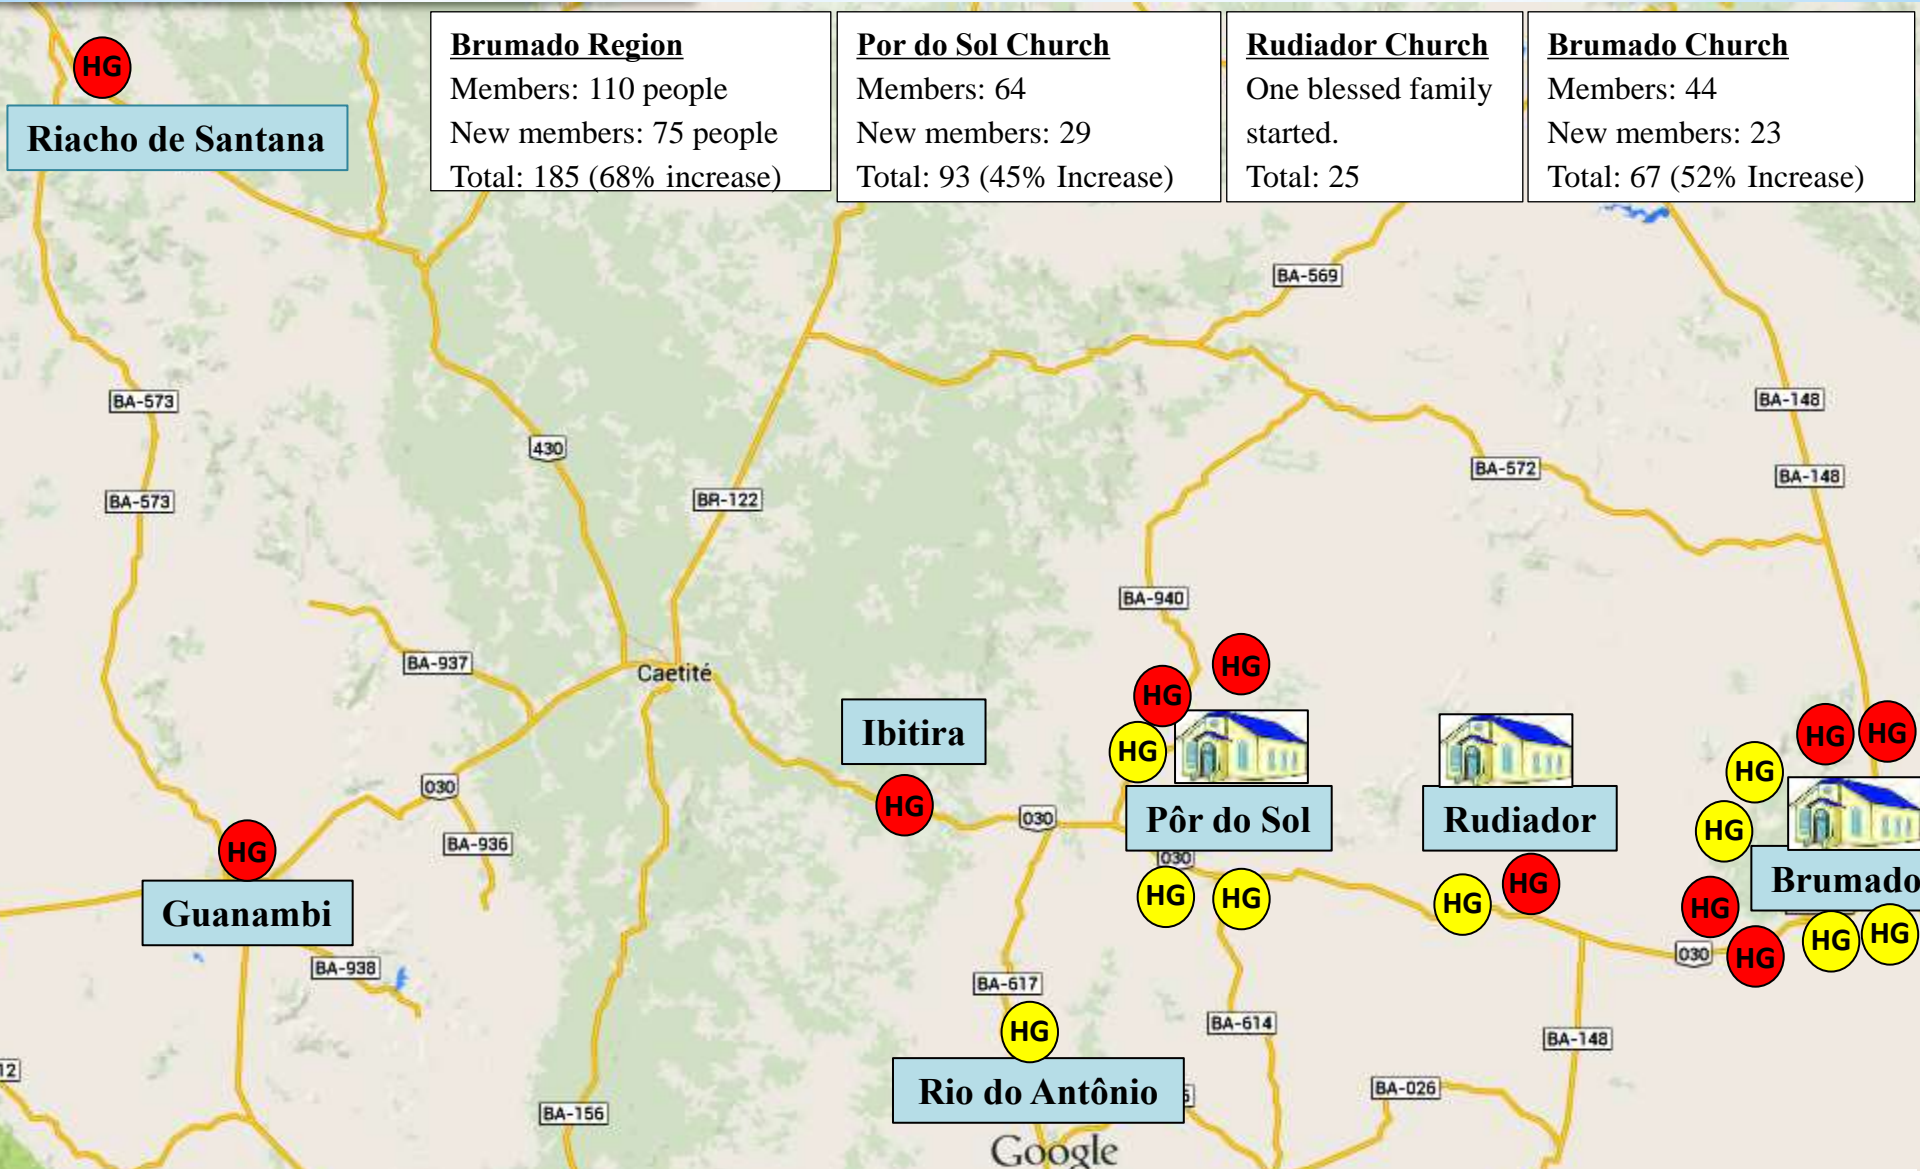 Brumado Region
Members: 110 people
New members: 75 people
Total: 185 (68% increase)
Por do Sol Church
Members: 64
New members: 29
Total: 93 (45% Increase)
Rudiador Church
One blessed family
started.
Total: 25
Brumado Church
Members: 44
New members: 23
Total: 67 (52% Increase)
HG
Riacho de Santana
BA-569
BA-573
BA-148
430
BA-572
BA-148
BA-573
BR-122
BA-940
BA-937
Caetité
HG
HG
HG
Ibitira
HG
HG
HG
HG
030
HG
030
Pôr do Sol
Rudiador
HG
BA-936
HG
030
Brumado
Guanambi
HG
HG
HG
HG
HG
HG
HG
HG
030
HG
BA-938
BA-617
HG
BA-614
BA-148
12
Rio do Antônio
BA-026
BA-156
Google